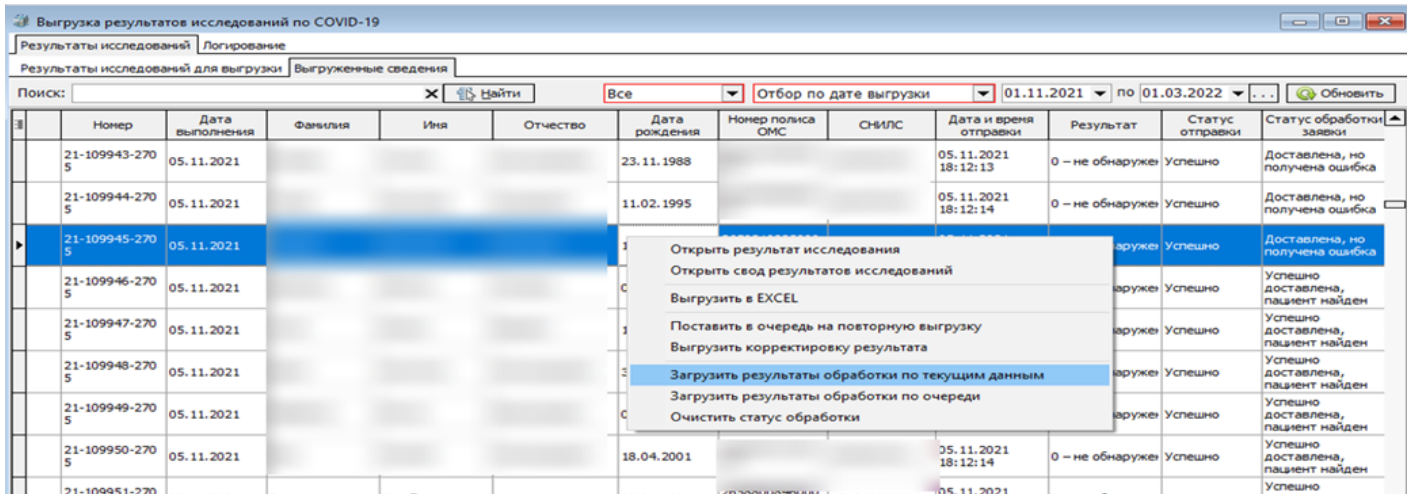 Выгрузка результатов исследований по COVID-19
Результаты исследований Логирование
Результаты исследований для выгрузки Выгруженные сведения
Поиск: Найти Все Отбор по дате выгрузки 01.11.2021 по 01.03.2022 ... Обновить
Номер Дата выполнения Фамилия Имя Отчество Дата рождения Номер полиса ОМС СНИЛС Дата и время отправки Результат Статус отправки Статус обработки заявки
21-109943-270
5 05.11.2021 23.11.1988 05.11.2021
18:12:13 0 – не обнаружен Успешно Доставлена, но
получена ошибка
21-109944-270
5 05.11.2021 11.02.1995 05.11.2021
18:12:14 0 – не обнаружен Успешно Доставлена, но
получена ошибка
21-109945-270
5 05.11.2021 Успешно Доставлена, но
получена ошибка
Открыть результат исследования
Открыть свод результатов исследований
Выгрузить в EXCEL
Поставить в очередь на повторную выгрузку
Выгрузить корректировку результата
Загрузить результаты обработки по текущим данным
Загрузить результаты обработки по очереди
Очистить статус обработки
21-109946-270
5 05.11.2021 Успешно Успешно
доставлена,
пациент найден
21-109947-270
5 05.11.2021 Успешно Успешно
доставлена,
пациент найден
21-109948-270
5 05.11.2021 Успешно Успешно
доставлена,
пациент найден
21-109949-270
5 05.11.2021 Успешно Успешно
доставлена,
пациент найден
21-109950-270
5 05.11.2021 18.04.2001 05.11.2021
18:12:14 0 – не обнаружен Успешно Успешно
доставлена,
пациент найден
21-109951-270 05.11.2021 Успешно